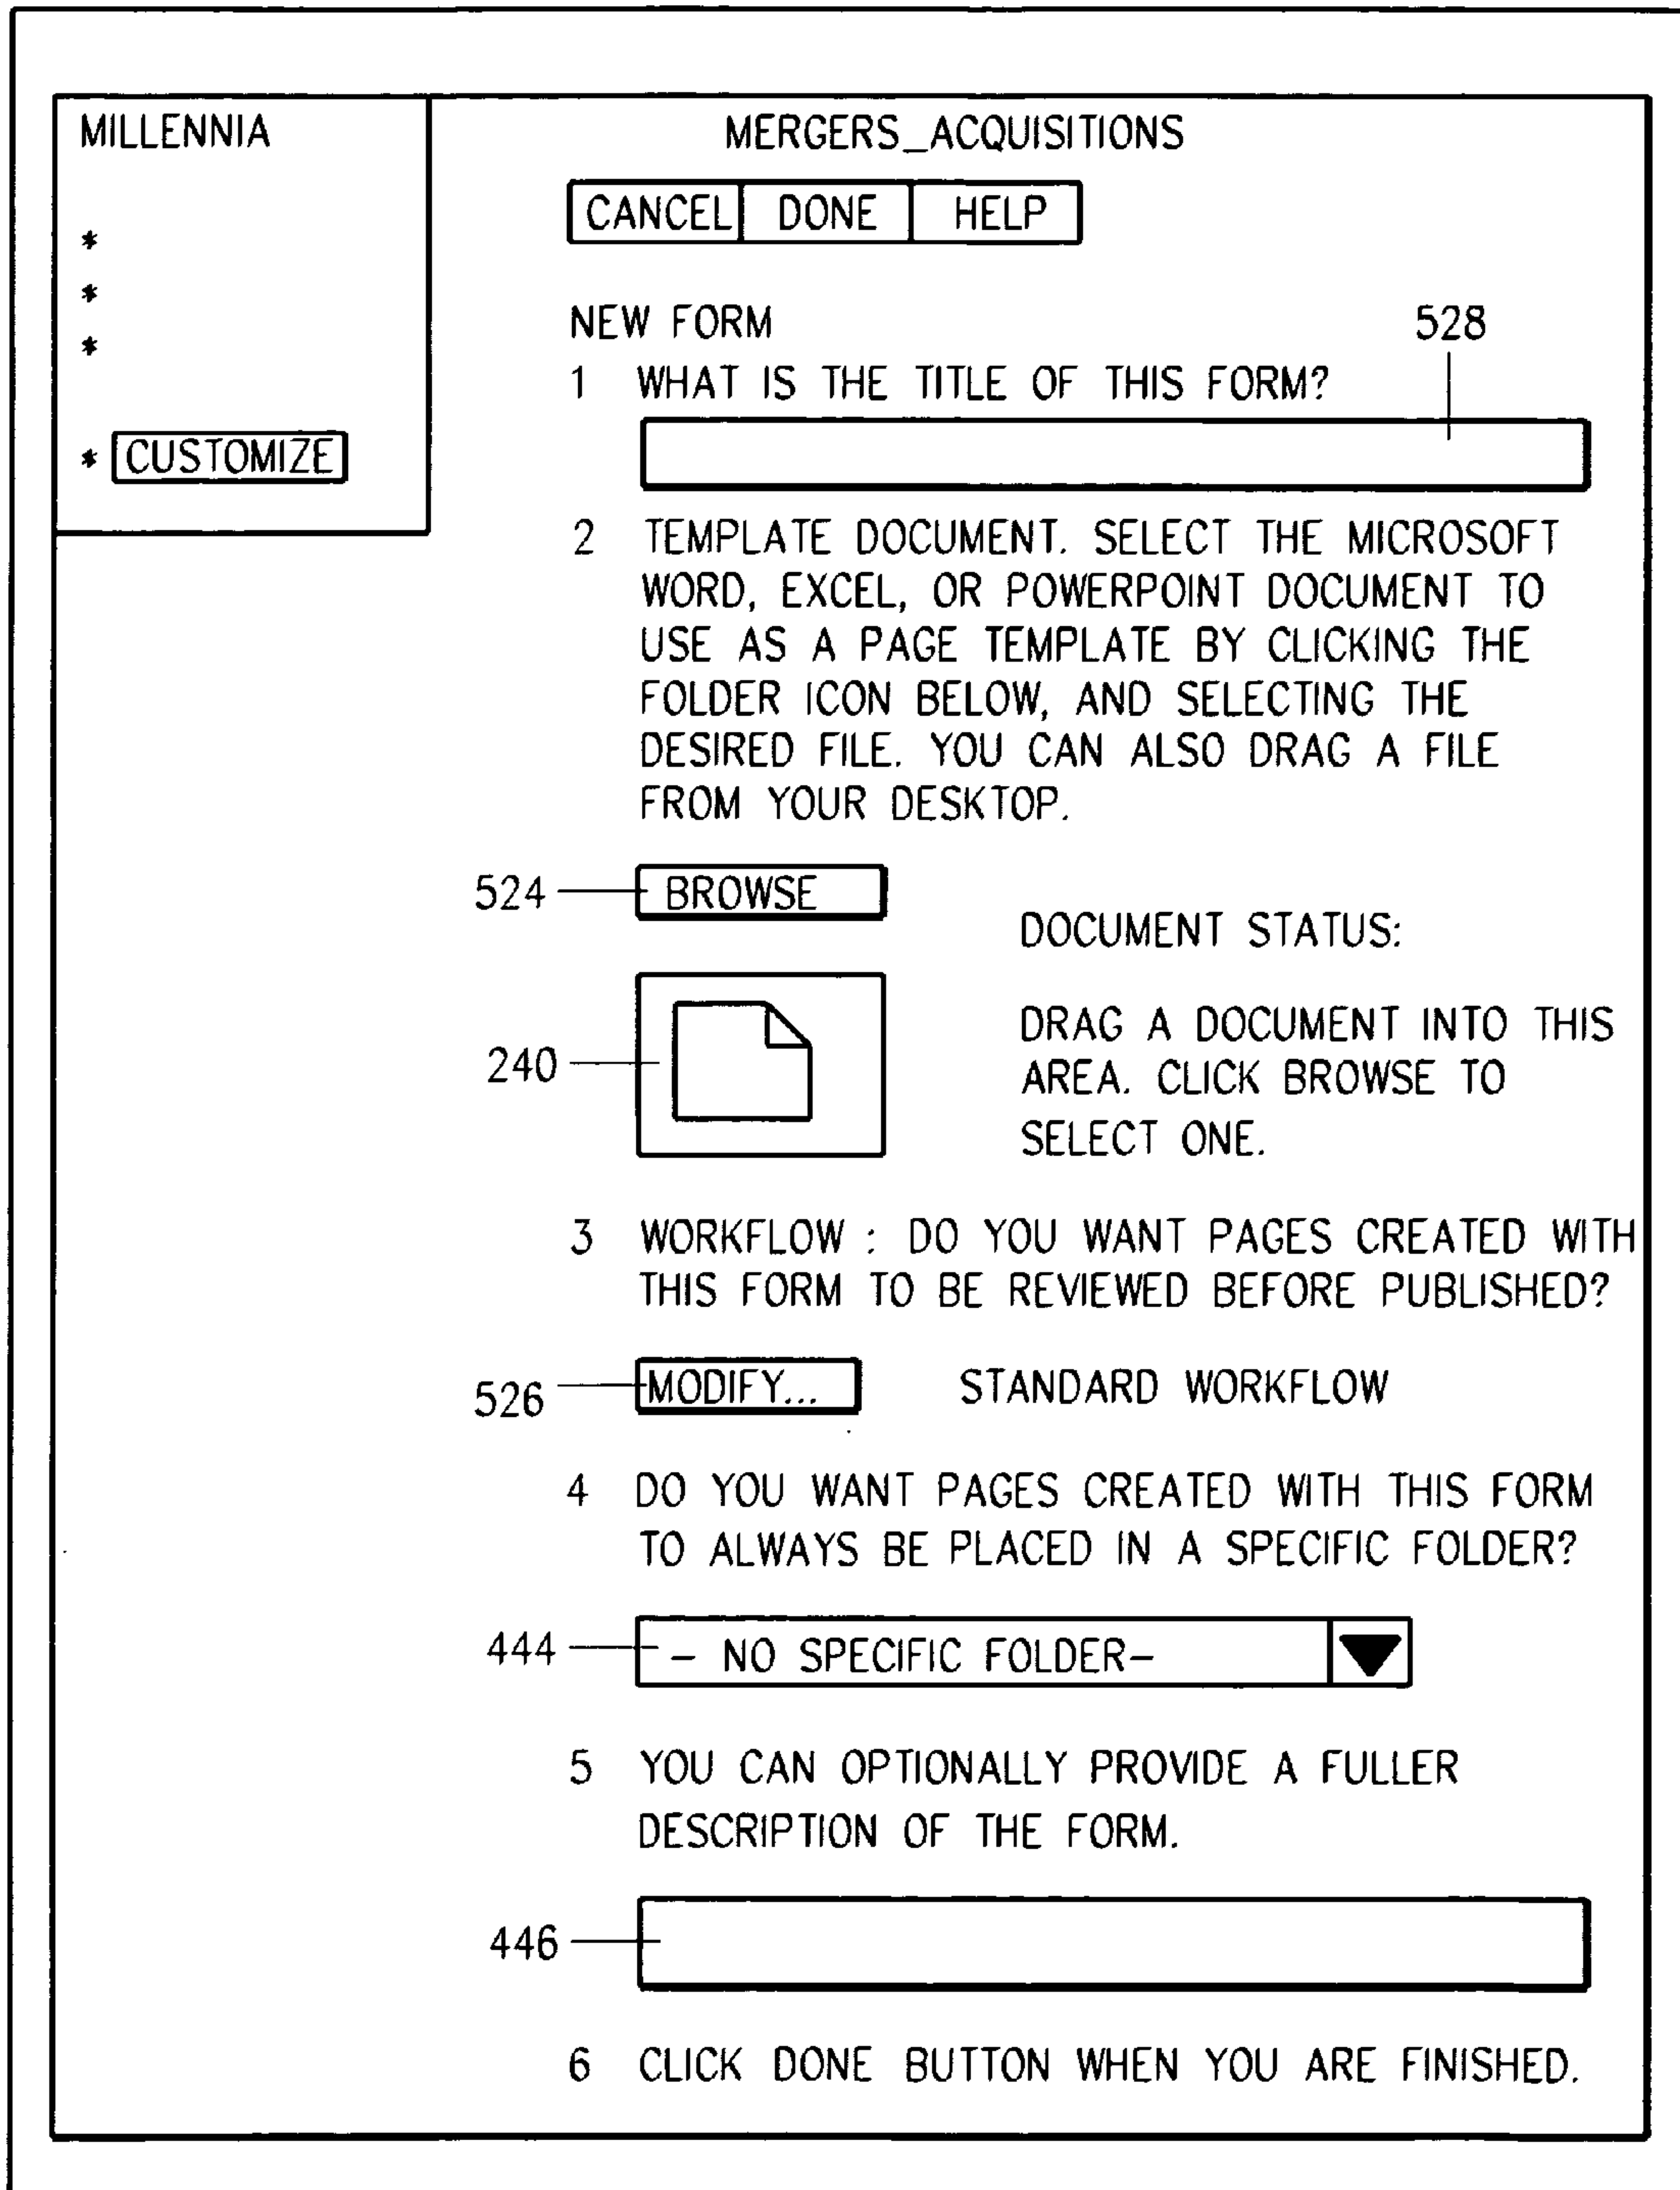 MILLENNIA
*
*
*
* CUSTOMIZE
MERGERS_ACQUISITIONS
CANCEL DONE HELP
NEW FORM
528
1 WHAT IS THE TITLE OF THIS FORM?
2 TEMPLATE DOCUMENT. SELECT THE MICROSOFT
WORD, EXCEL, OR POWERPOINT DOCUMENT TO
USE AS A PAGE TEMPLATE BY CLICKING THE
FOLDER ICON BELOW, AND SELECTING THE
DESIRED FILE. YOU CAN ALSO DRAG A FILE
FROM YOUR DESKTOP.
524 BROWSE
DOCUMENT STATUS:
240
DRAG A DOCUMENT INTO THIS
AREA. CLICK BROWSE TO
SELECT ONE.
3 WORKFLOW : DO YOU WANT PAGES CREATED WITH
THIS FORM TO BE REVIEWED BEFORE PUBLISHED?
526 MODIFY... STANDARD WORKFLOW
4 DO YOU WANT PAGES CREATED WITH THIS FORM
TO ALWAYS BE PLACED IN A SPECIFIC FOLDER?
444 – NO SPECIFIC FOLDER–
5 YOU CAN OPTIONALLY PROVIDE A FULLER
DESCRIPTION OF THE FORM.
446
6 CLICK DONE BUTTON WHEN YOU ARE FINISHED.